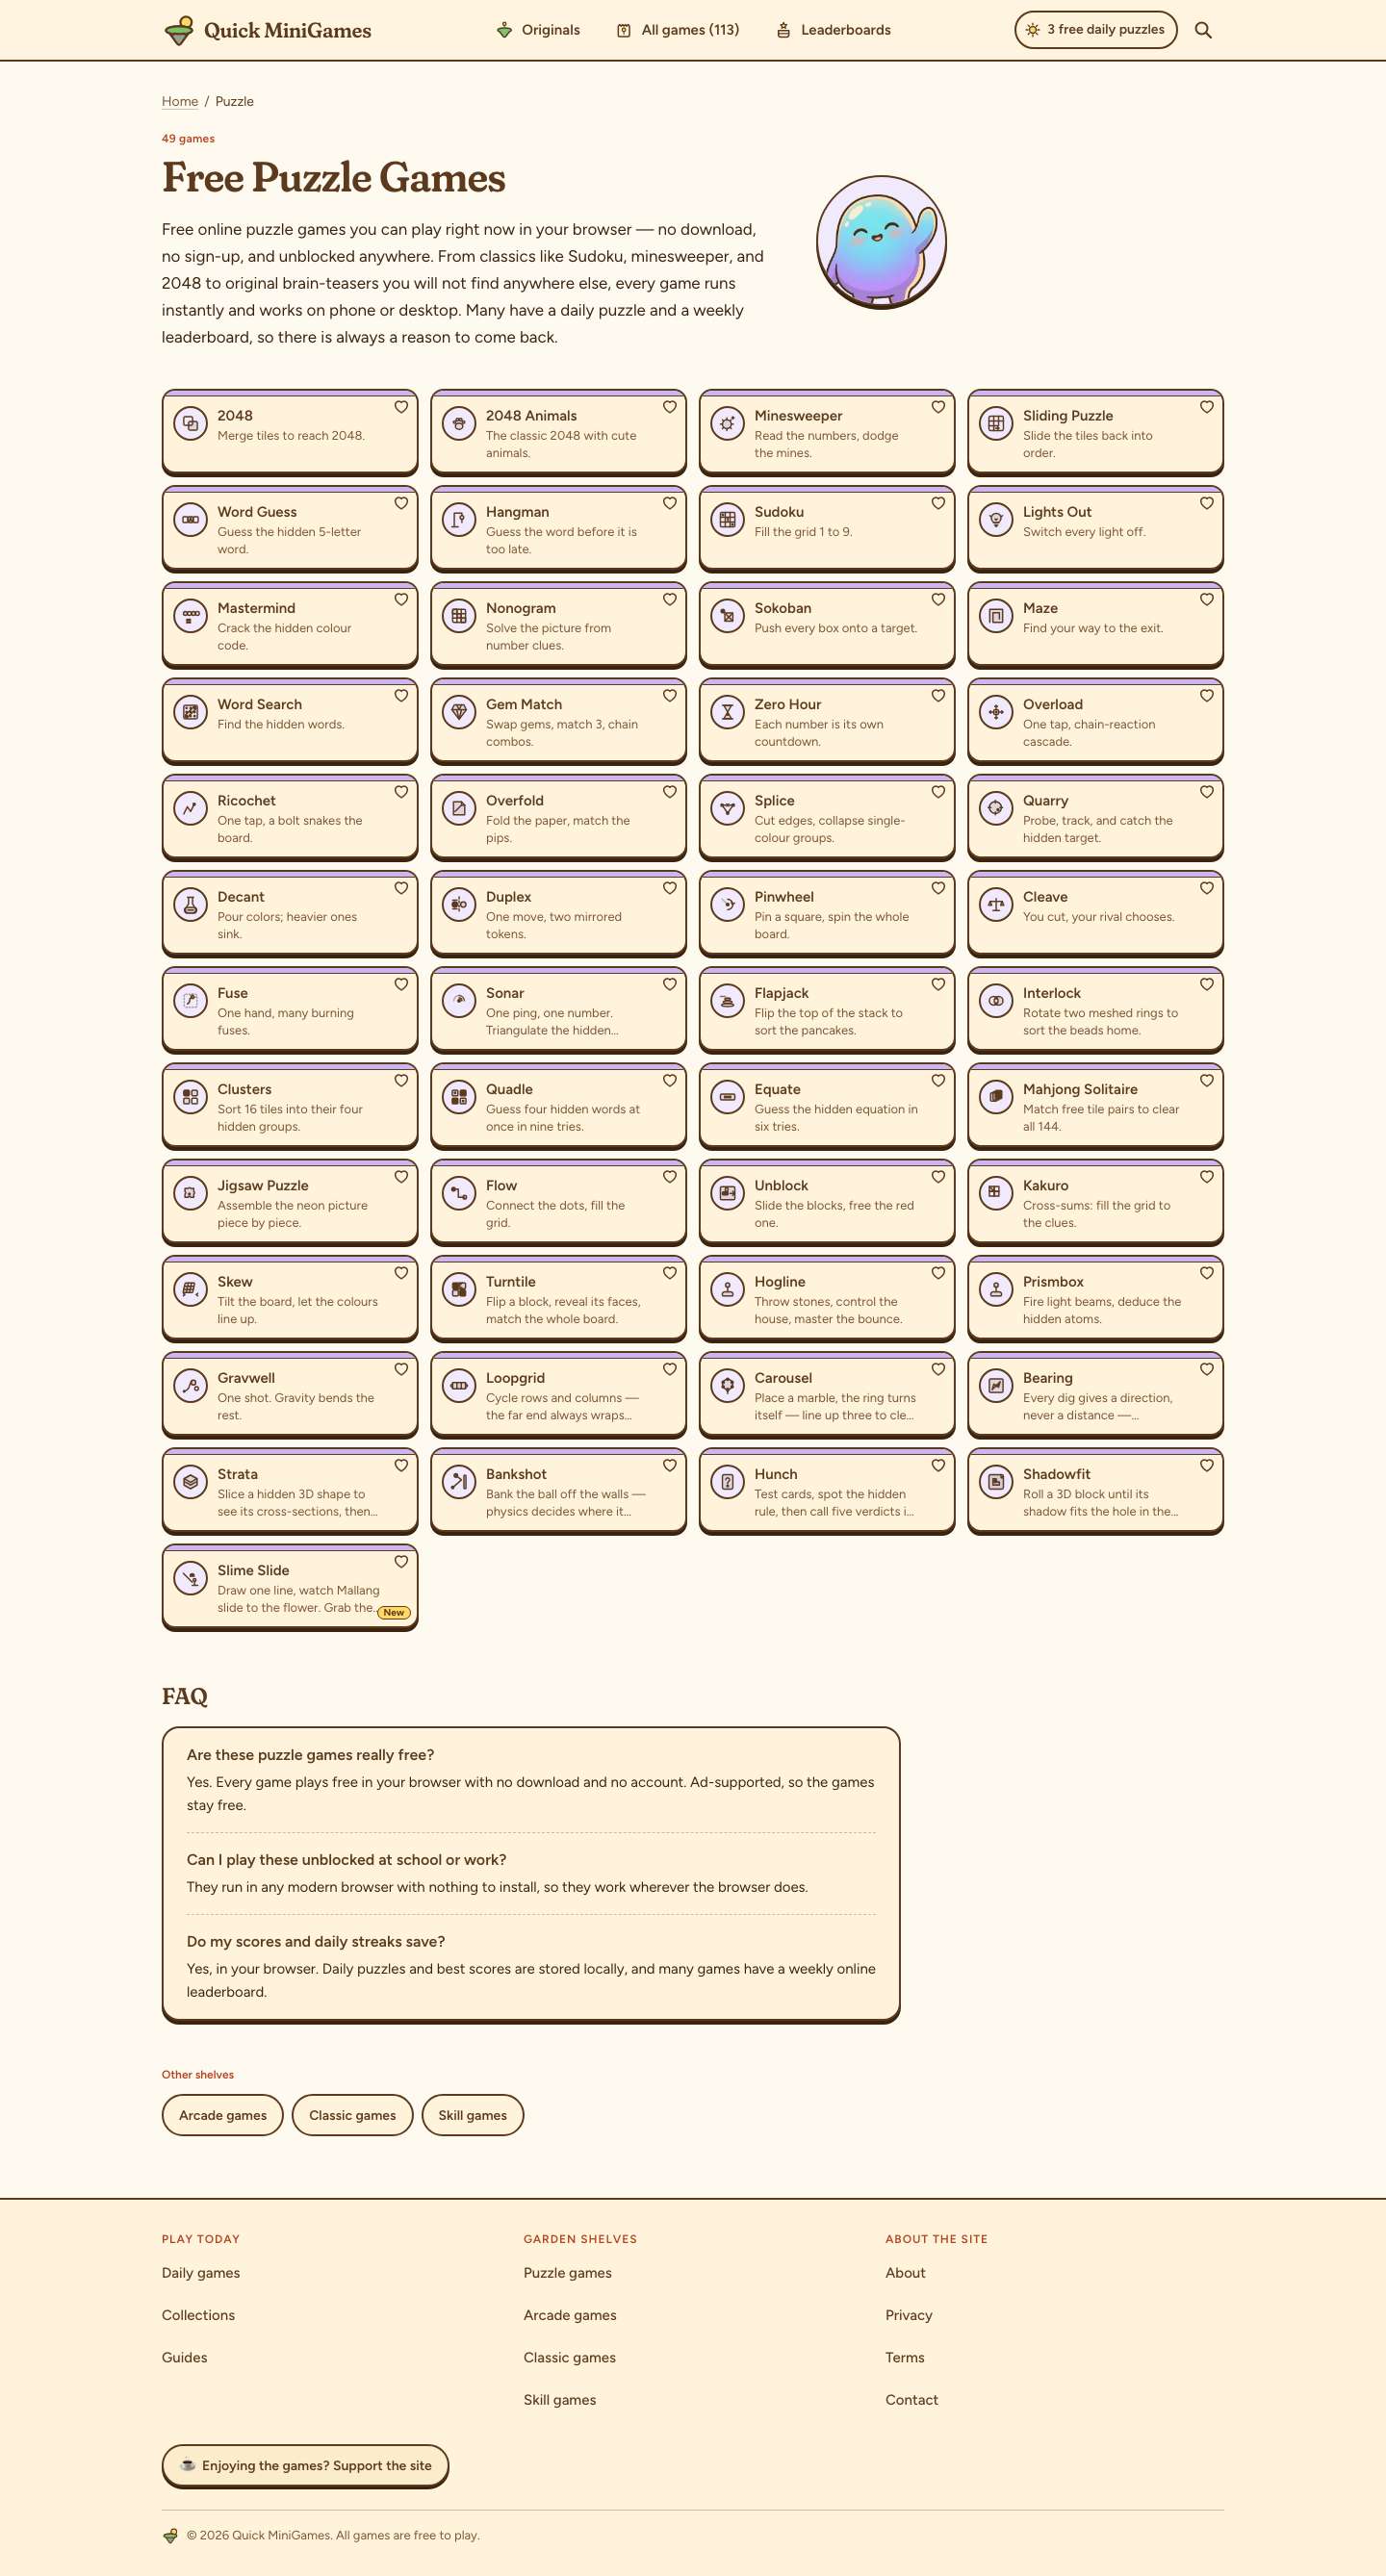 Quick MiniGames
Originals
All games (113)
Leaderboards
3 free daily puzzles
Home / Puzzle
49 games
Free Puzzle Games
Free online puzzle games you can play right now in your browser — no download,
no sign-up, and unblocked anywhere. From classics like Sudoku, minesweeper, and
2048 to original brain-teasers you will not find anywhere else, every game runs
instantly and works on phone or desktop. Many have a daily puzzle and a weekly
leaderboard, so there is always a reason to come back.
2048
Merge tiles to reach 2048.
2048 Animals
The classic 2048 with cute
animals.
Minesweeper
Read the numbers, dodge
the mines.
Sliding Puzzle
Slide the tiles back into
order.
Word Guess
Guess the hidden 5-letter
word.
Hangman
Guess the word before it is
too late.
Sudoku
Fill the grid 1 to 9.
Lights Out
Switch every light off.
Mastermind
Crack the hidden colour
code.
Nonogram
Solve the picture from
number clues.
Sokoban
Push every box onto a target.
Maze
Find your way to the exit.
Word Search
Find the hidden words.
Gem Match
Swap gems, match 3, chain
combos.
Zero Hour
Each number is its own
countdown.
Overload
One tap, chain-reaction
cascade.
Ricochet
One tap, a bolt snakes the
board.
Overfold
Fold the paper, match the
pips.
Splice
Cut edges, collapse single-
colour groups.
Quarry
Probe, track, and catch the
hidden target.
Decant
Pour colors; heavier ones
sink.
Duplex
One move, two mirrored
tokens.
Pinwheel
Pin a square, spin the whole
board.
Cleave
You cut, your rival chooses.
Fuse
One hand, many burning
fuses.
Sonar
One ping, one number.
Triangulate the hidden…
Flapjack
Flip the top of the stack to
sort the pancakes.
Interlock
Rotate two meshed rings to
sort the beads home.
Clusters
Sort 16 tiles into their four
hidden groups.
Quadle
Guess four hidden words at
once in nine tries.
Equate
Guess the hidden equation in
six tries.
Mahjong Solitaire
Match free tile pairs to clear
all 144.
Jigsaw Puzzle
Assemble the neon picture
piece by piece.
Flow
Connect the dots, fill the
grid.
Unblock
Slide the blocks, free the red
one.
Kakuro
Cross-sums: fill the grid to
the clues.
Skew
Tilt the board, let the colours
line up.
Turntile
Flip a block, reveal its faces,
match the whole board.
Hogline
Throw stones, control the
house, master the bounce.
Prismbox
Fire light beams, deduce the
hidden atoms.
Gravwell
One shot. Gravity bends the
rest.
Loopgrid
Cycle rows and columns —
the far end always wraps…
Carousel
Place a marble, the ring turns
itself — line up three to cle…
Bearing
Every dig gives a direction,
never a distance —…
Strata
Slice a hidden 3D shape to
see its cross-sections, then…
Bankshot
Bank the ball off the walls —
physics decides where it…
Hunch
Test cards, spot the hidden
rule, then call five verdicts i…
Shadowfit
Roll a 3D block until its
shadow fits the hole in the…
Slime Slide
Draw one line, watch Mallang
slide to the flower. Grab the…
New
FAQ
Are these puzzle games really free?
Yes. Every game plays free in your browser with no download and no account. Ad-supported, so the games
stay free.
Can I play these unblocked at school or work?
They run in any modern browser with nothing to install, so they work wherever the browser does.
Do my scores and daily streaks save?
Yes, in your browser. Daily puzzles and best scores are stored locally, and many games have a weekly online
leaderboard.
Other shelves
Arcade games
Classic games
Skill games
PLAY TODAY
Daily games
Collections
Guides
GARDEN SHELVES
Puzzle games
Arcade games
Classic games
Skill games
ABOUT THE SITE
About
Privacy
Terms
Contact
Enjoying the games? Support the site
© 2026 Quick MiniGames. All games are free to play.